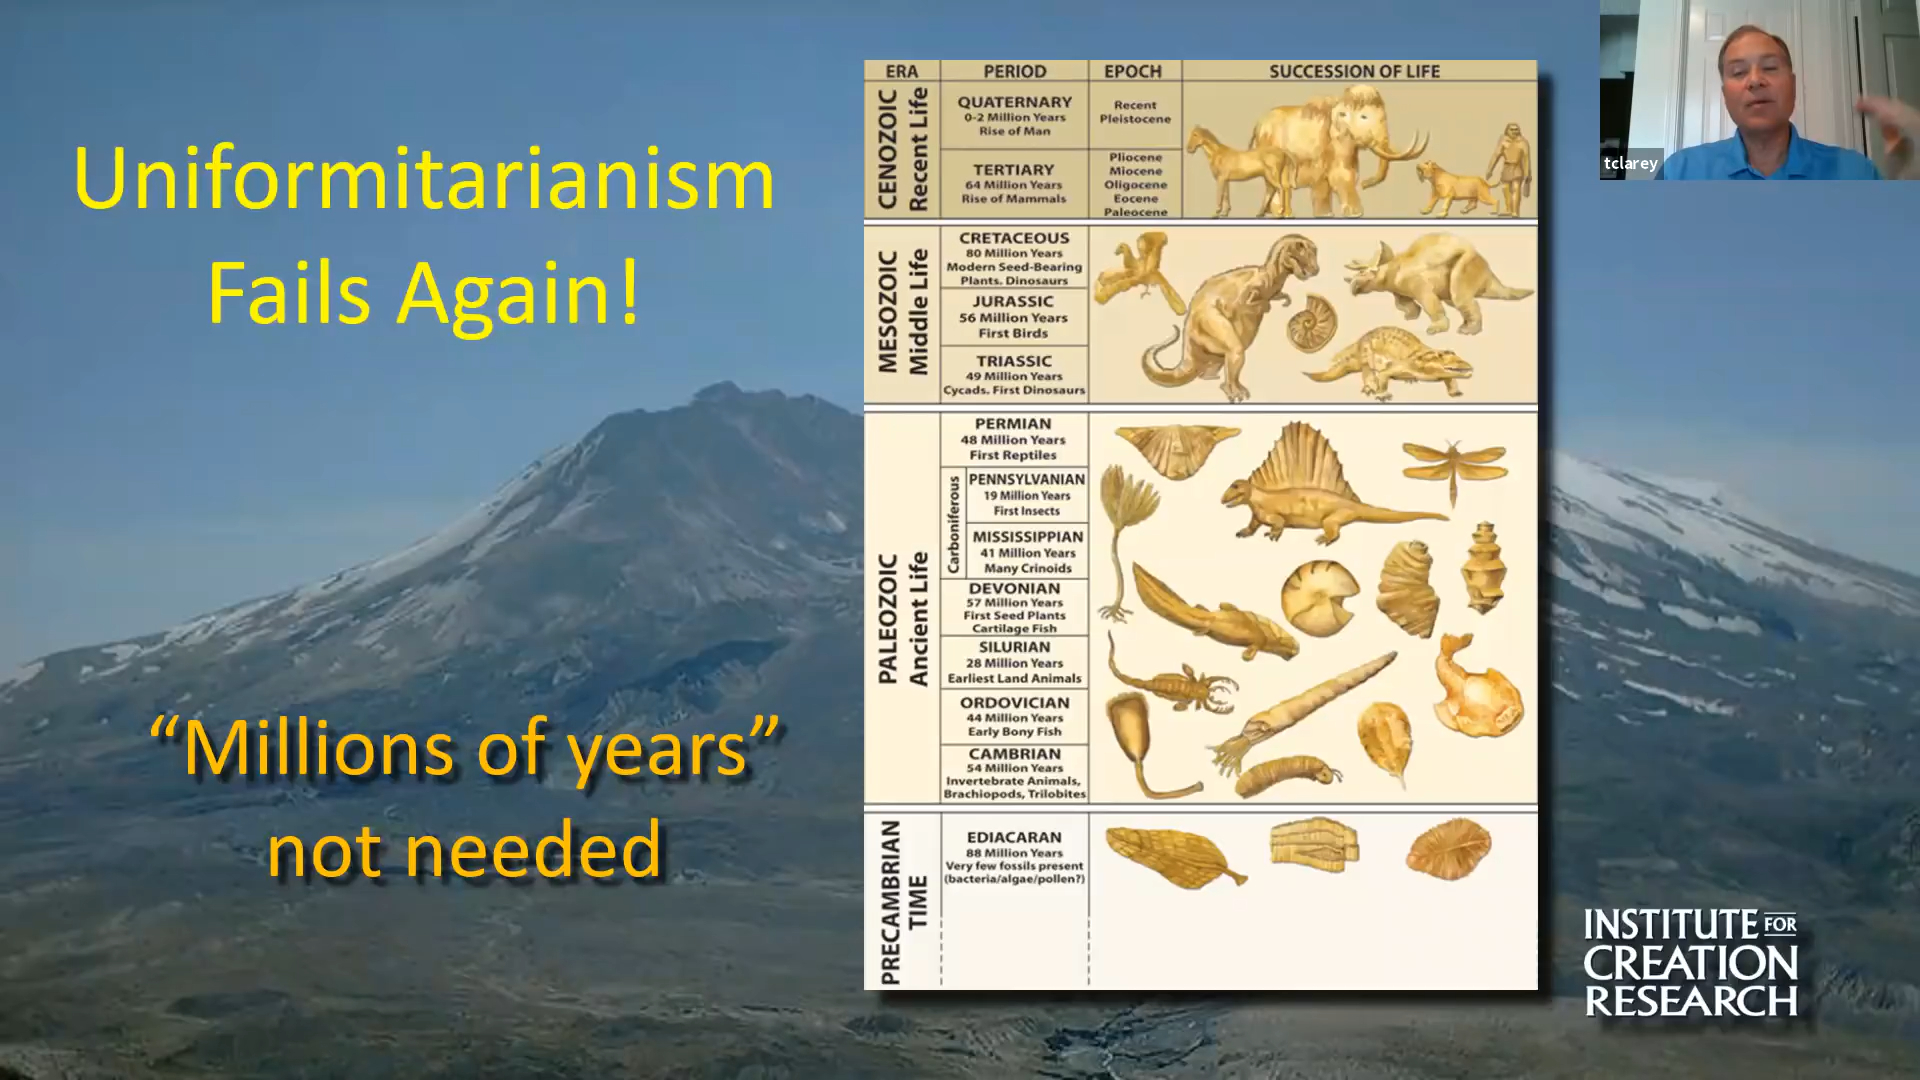 Uniformitarianism
Fails Again!
“Millions of years”
not needed
ERA PERIOD EPOCH SUCCESSION OF LIFE
CENOZOIC
Recent Life
QUATERNARY
0-2 Million Years
Rise of Man
Recent
Pleistocene
TERTIARY
64 Million Years
Rise of Mammals
Pliocene
Miocene
Oligocene
Eocene
Paleocene
MESOZOIC
Middle Life
CRETACEOUS
80 Million Years
Modern Seed-Bearing
Plants. Dinosaurs
JURASSIC
56 Million Years
First Birds
TRIASSIC
49 Million Years
Cycads. First Dinosaurs
PALEOZOIC
Ancient Life
PERMIAN
48 Million Years
First Reptiles
Carboniferous
PENNSYLVANIAN
19 Million Years
First Insects
MISSISSIPPIAN
41 Million Years
Many Crinoids
DEVONIAN
57 Million Years
First Seed Plants
Cartilage Fish
SILURIAN
28 Million Years
Earliest Land Animals
ORDOVICIAN
44 Million Years
Early Bony Fish
CAMBRIAN
54 Million Years
Invertebrate Animals,
Brachiopods, Trilobites
PRECAMBRIAN
TIME
EDIACARAN
88 Million Years
Very few fossils present
(bacteria/algae/pollen?)
tclarey
INSTITUTE FOR
CREATION
RESEARCH